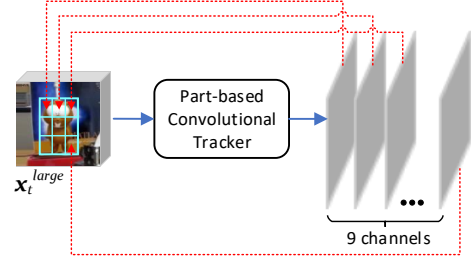 Part-based
Convolutional
Tracker
x_t^large
•••
9 channels